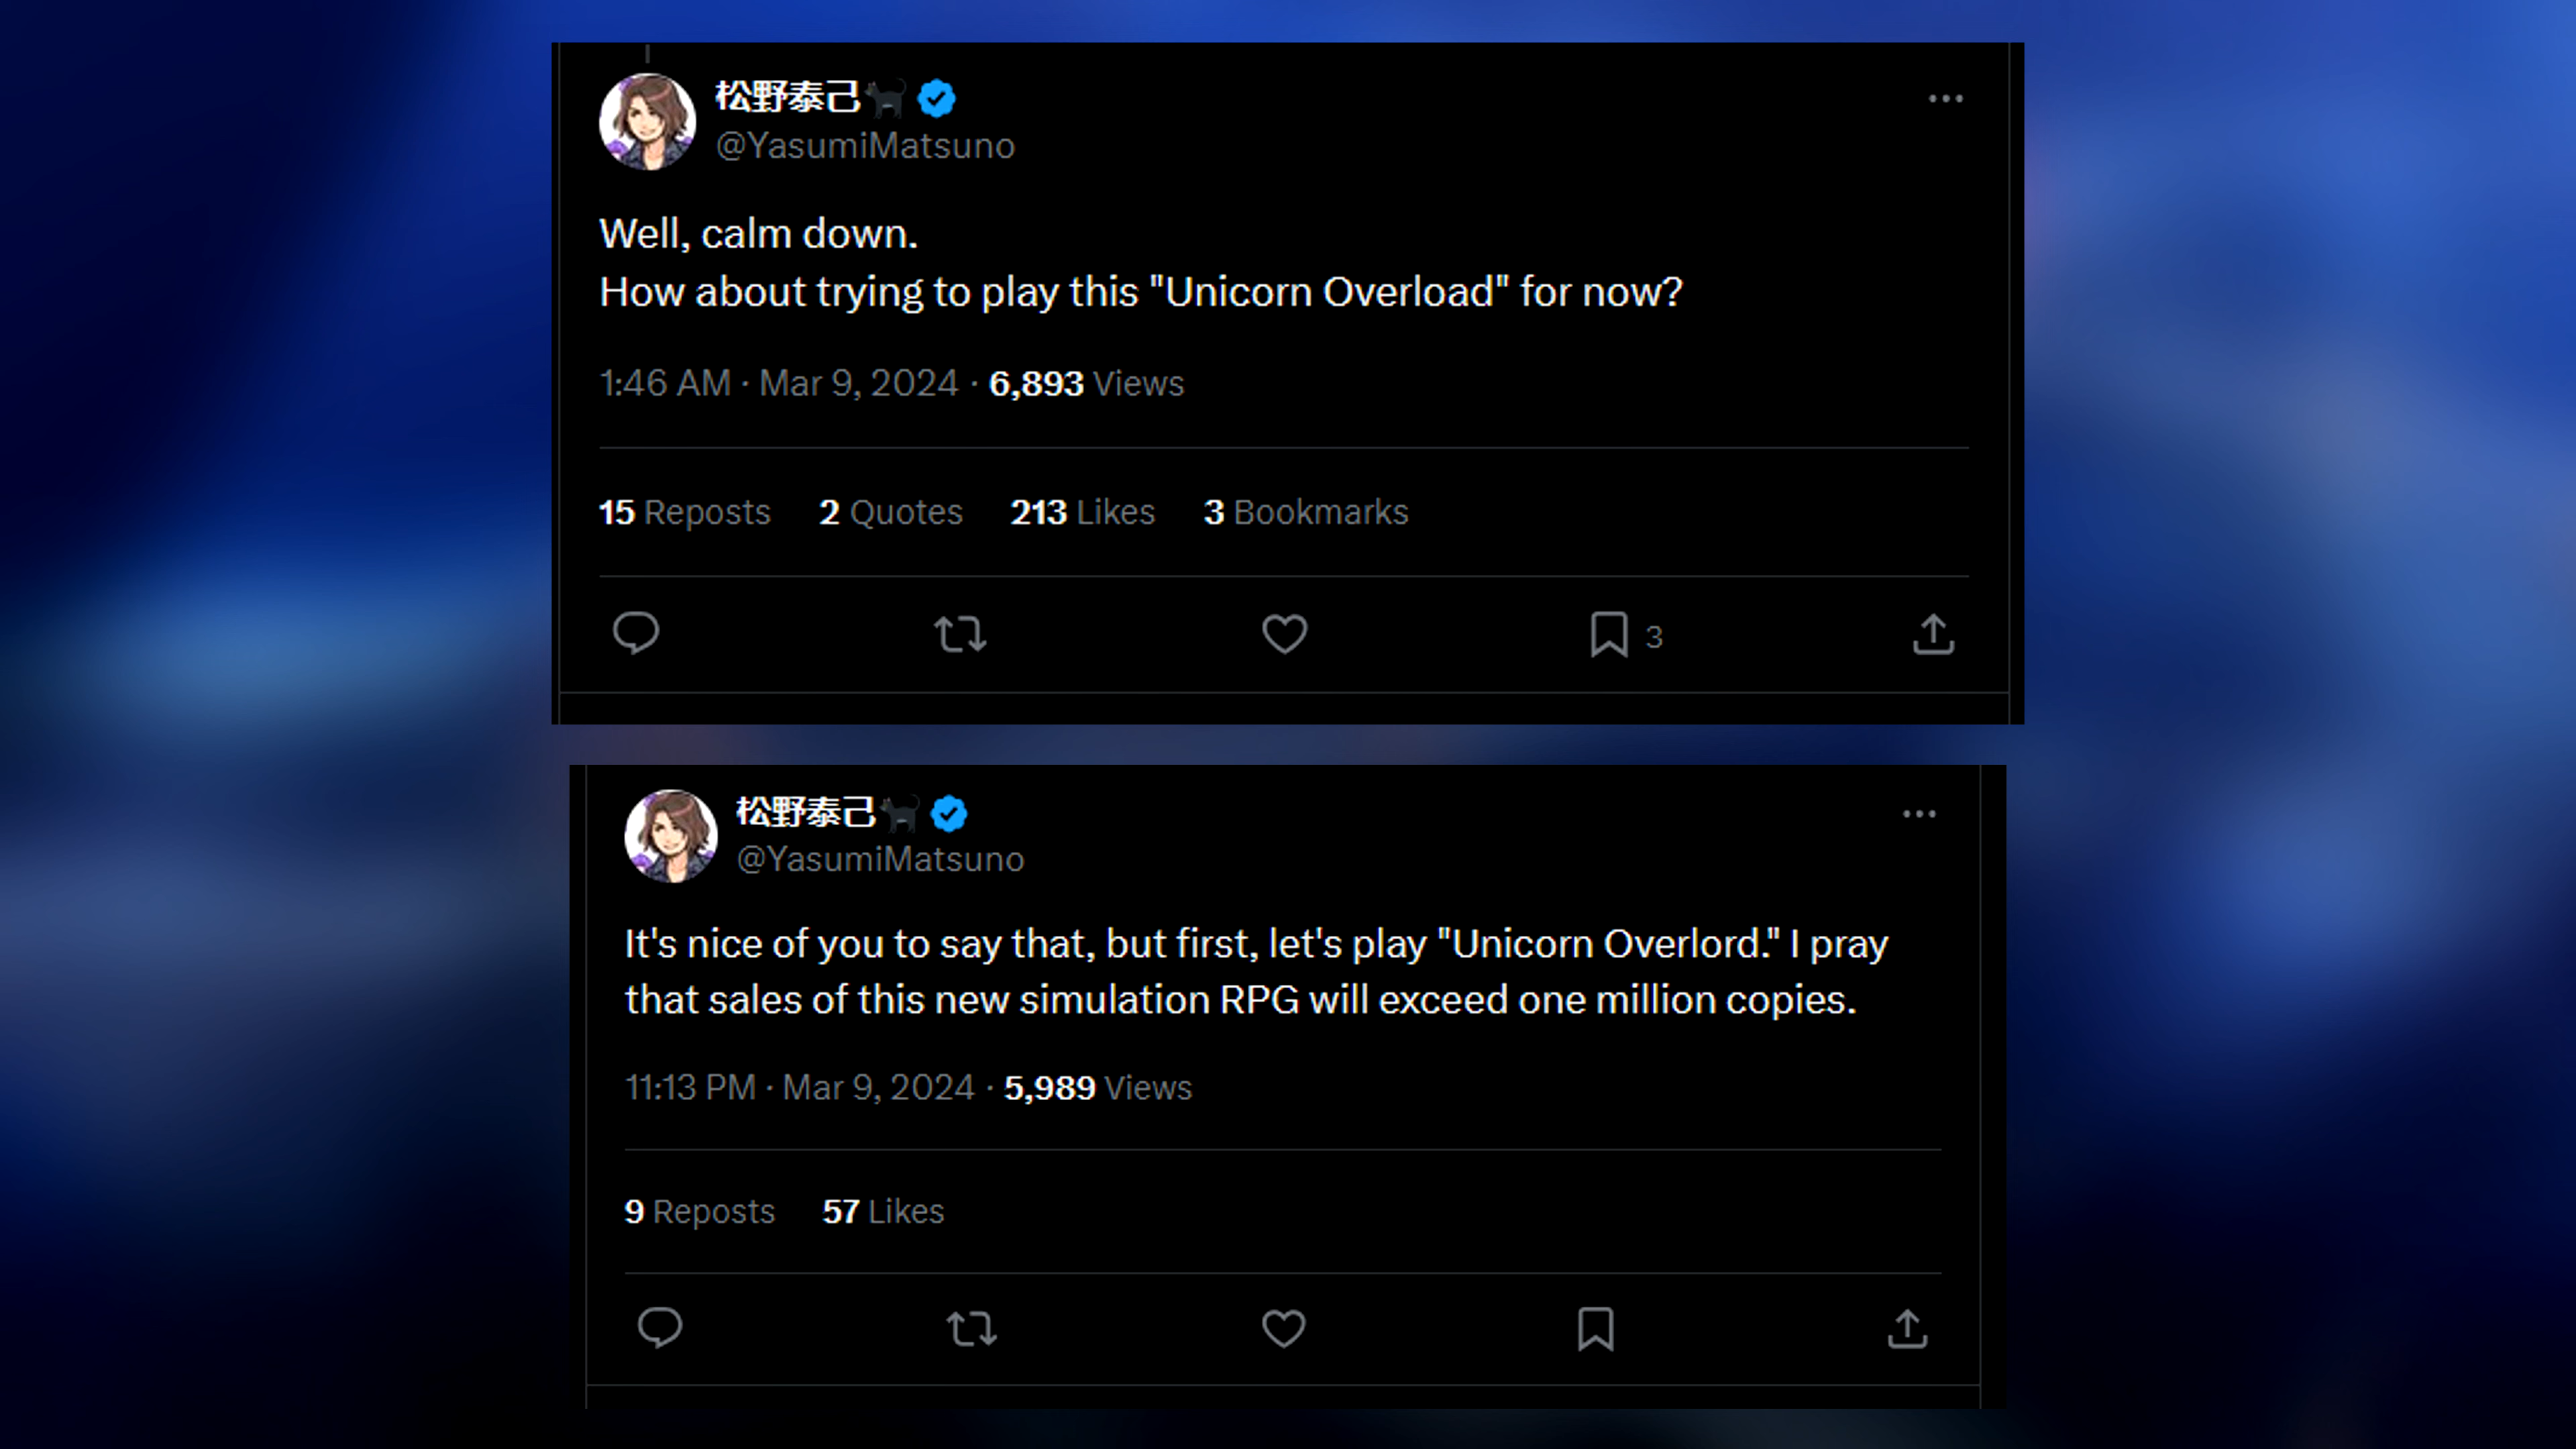 松野泰己🐈‍⬛
@YasumiMatsuno
Well, calm down.
How about trying to play this "Unicorn Overload" for now?
1:46 AM · Mar 9, 2024 · 6,893 Views
15 Reposts 2 Quotes 213 Likes 3 Bookmarks
3
松野泰己🐈‍⬛
@YasumiMatsuno
It's nice of you to say that, but first, let's play "Unicorn Overlord." I pray
that sales of this new simulation RPG will exceed one million copies.
11:13 PM · Mar 9, 2024 · 5,989 Views
9 Reposts 57 Likes